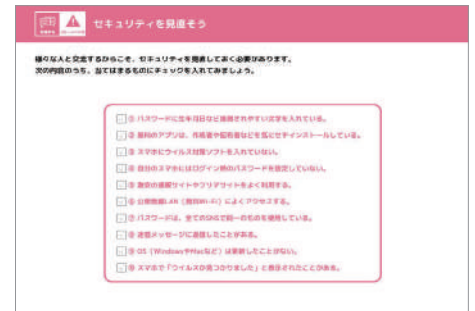 セキュリティを見直そう
様々な人と交流するからこそ、セキュリティを見直しておく必要があります。
次の内容のうち、当てはまるものにチェックを入れてみましょう。
① パスワードに生年月日など推測されやすい文字を入れている。
② 無料のアプリは、作成者や配布者などを気にせずインストールしている。
③ スマホにウイルス対策ソフトを入れていない。
④ 自分のスマホにはログイン時のパスワードを設定していない。
⑤ 海外の通販サイトやフリマサイトをよく利用する。
⑥ 公衆無線LAN（無料Wi-Fi）によくアクセスする。
⑦ パスワードは、全てのSNSで同一のものを使用している。
⑧ 迷惑メッセージに返信したことがある。
⑨ OS（WindowsやMacなど）は更新したことがない。
⑩ スマホで「ウイルスが見つかりました」と表示されたことがある。